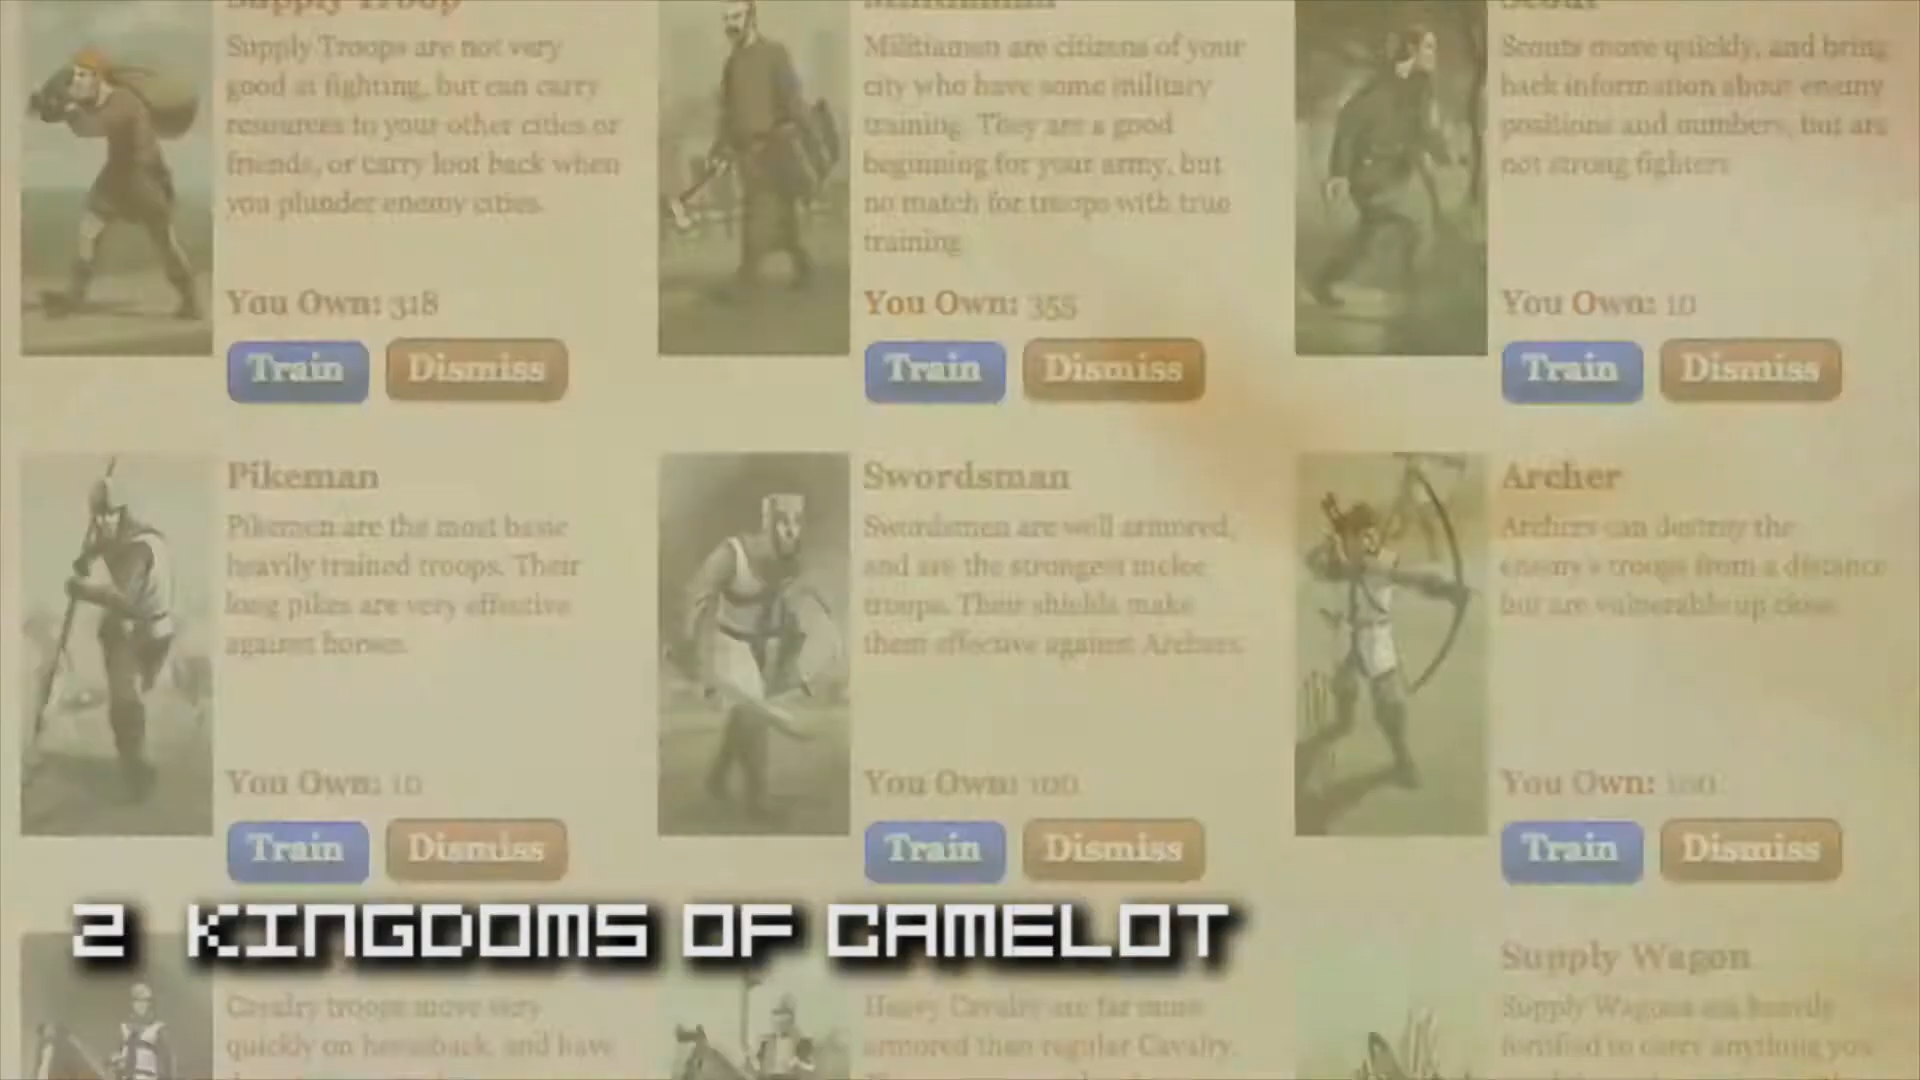 Supply Troop
Supply Troops are not very
good at fighting, but can carry
resources to your other cities or
friends, or carry loot back when
you plunder enemy cities.
You Own: 318
Train Dismiss
Militiaman
Militiamen are citizens of your
city who have some military
training. They are a good
beginning for your army, but
no match for troops with true
training.
You Own: 355
Train Dismiss
Scout
Scouts move quickly, and bring
back information about enemy
positions and numbers, but are
not strong fighters
You Own: 10
Train Dismiss
Pikeman
Pikemen are the most basic
heavily trained troops. Their
long pikes are very effective
against horses.
You Own: 10
Train Dismiss
Swordsman
Swordsmen are well armored,
and are the strongest melee
troops. Their shields make
them effective against Archers.
You Own: 100
Train Dismiss
Archer
Archers can destroy the
enemy's troops from a distance
but are vulnerable up close.
You Own: 100
Train Dismiss
2 KINGDOMS OF CAMELOT
Cavalry troops move very
quickly on horseback, and have
Heavy Cavalry are far more
armored than regular Cavalry.
Supply Wagon
Supply Wagons are heavily
fortified to carry anything you